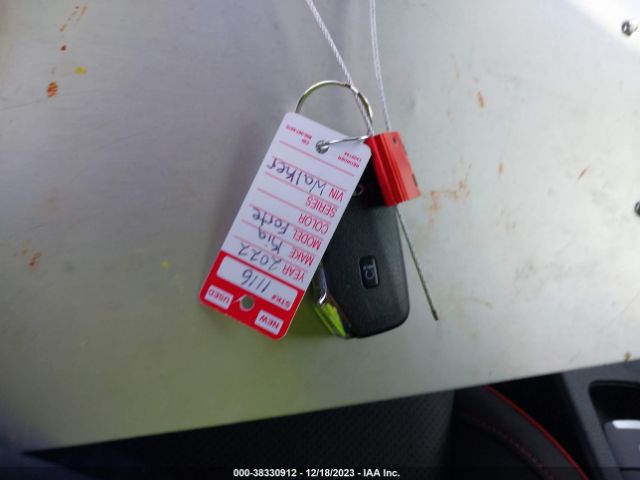 NEW USED
STK# 1116
YEAR 2022
MAKE Kia
MODEL Forte
COLOR
SERIES
VIN Walker
000-38330912 - 12/18/2023 - IAA Inc.